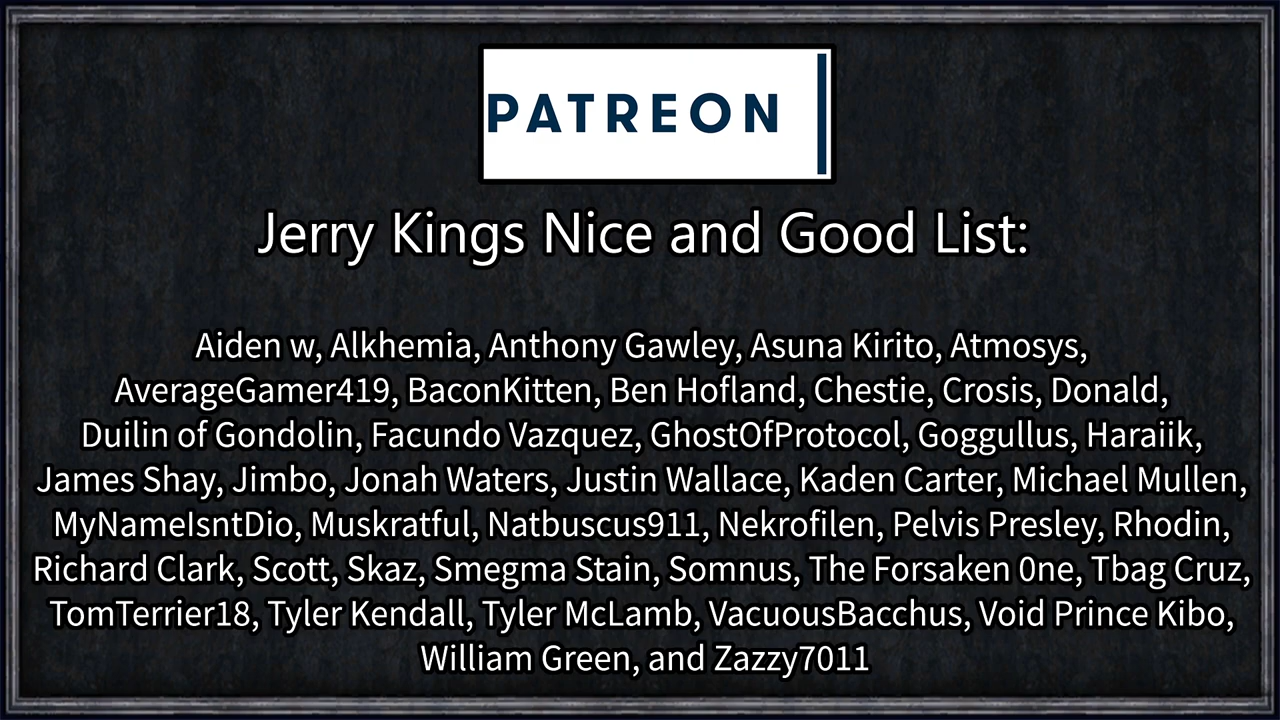 PATREON
Jerry Kings Nice and Good List:
Aiden w, Alkhemia, Anthony Gawley, Asuna Kirito, Atmosys,
AverageGamer419, BaconKitten, Ben Hofland, Chestie, Crosis, Donald,
Duilin of Gondolin, Facundo Vazquez, GhostOfProtocol, Goggullus, Haraiik,
James Shay, Jimbo, Jonah Waters, Justin Wallace, Kaden Carter, Michael Mullen,
MyNameIsntDio, Muskratful, Natbuscus911, Nekrofilen, Pelvis Presley, Rhodin,
Richard Clark, Scott, Skaz, Smegma Stain, Somnus, The Forsaken 0ne, Tbag Cruz,
TomTerrier18, Tyler Kendall, Tyler McLamb, VacuousBacchus, Void Prince Kibo,
William Green, and Zazzy7011